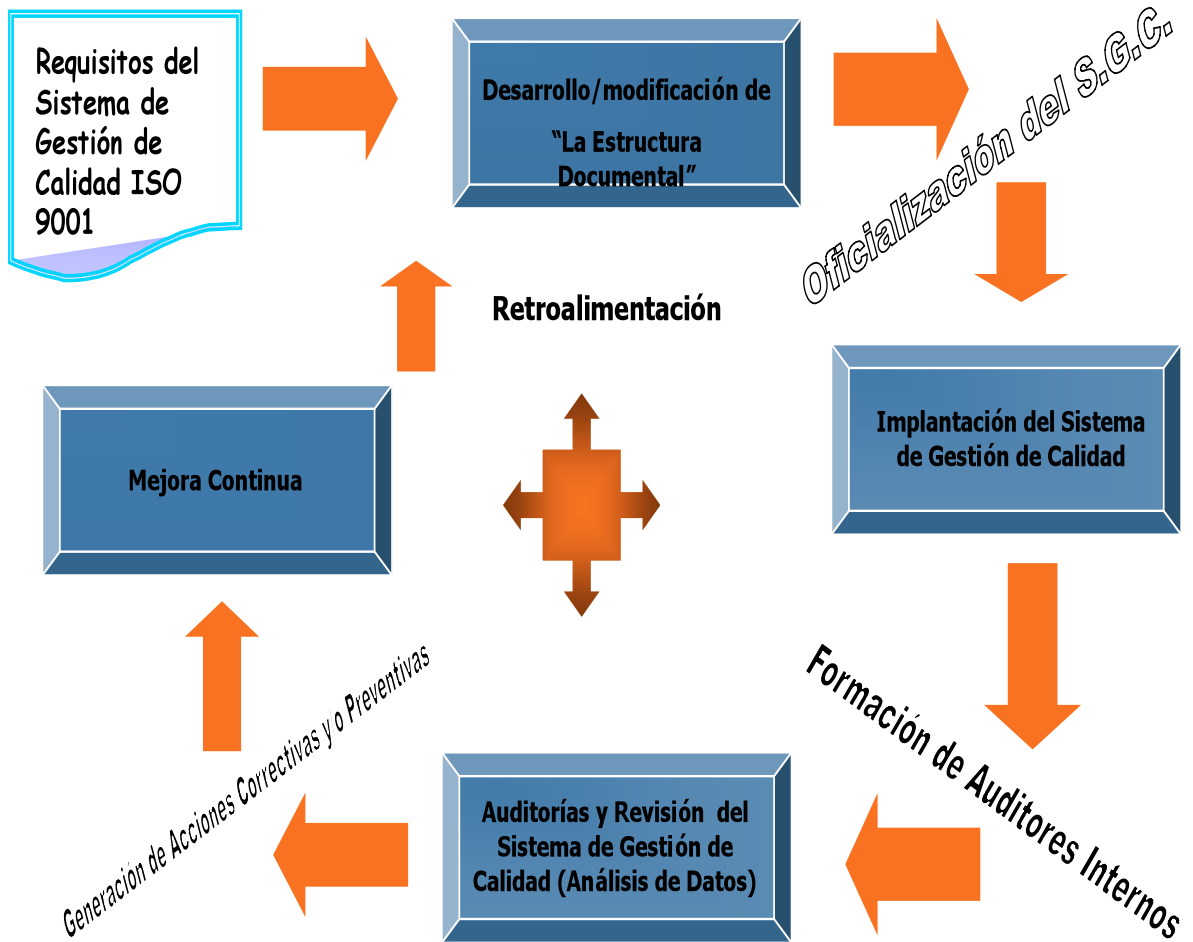 Requisitos del
Sistema de
Gestión de
Calidad ISO
9001
Desarrollo/modificación de
“La Estructura
Documental”
Oficialización del S.G.C.
Retroalimentación
Implantación del Sistema
de Gestión de Calidad
Mejora Continua
Formación de Auditores Internos
Generación de Acciones Correctivas y/o Preventivas
Auditorías y Revisión del
Sistema de Gestión de
Calidad (Análisis de Datos)